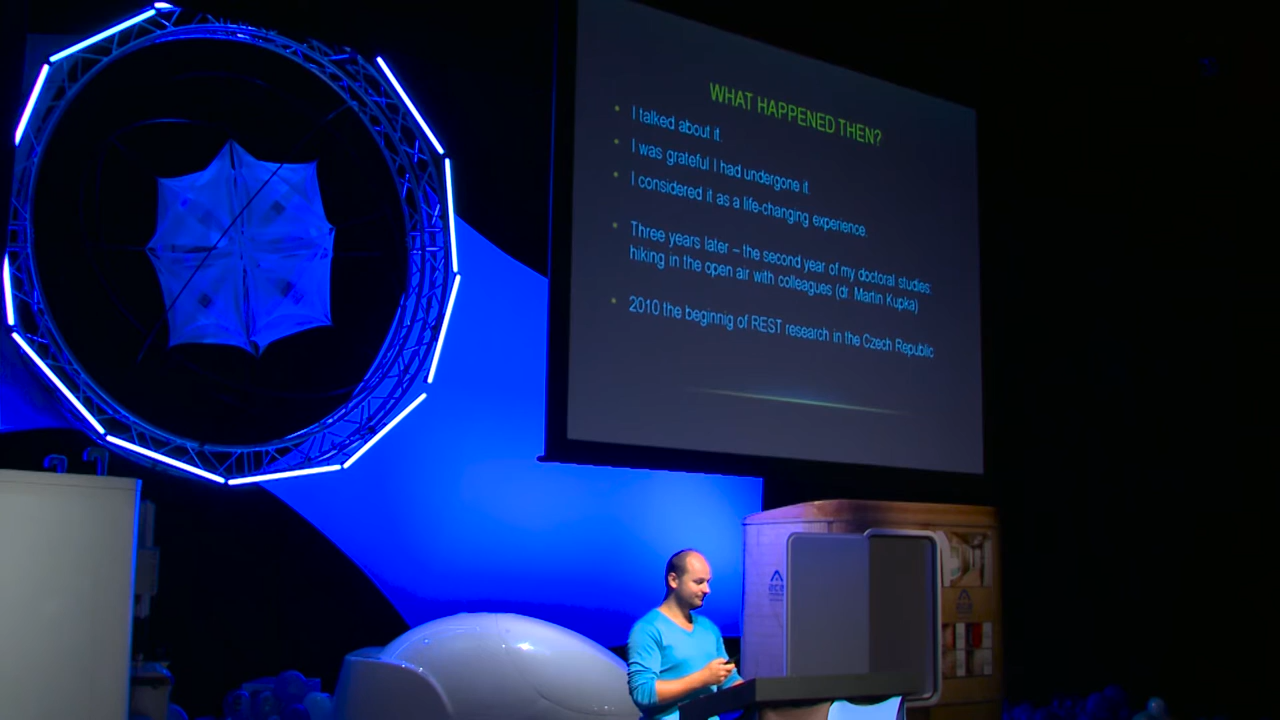 WHAT HAPPENED THEN?
I talked about it.
I was grateful I had undergone it.
I considered it as a life-changing experience.
Three years later – the second year of my doctoral studies:
hiking in the open air with colleagues (dr. Martin Kupka)
2010 the beginnig of REST research in the Czech Republic